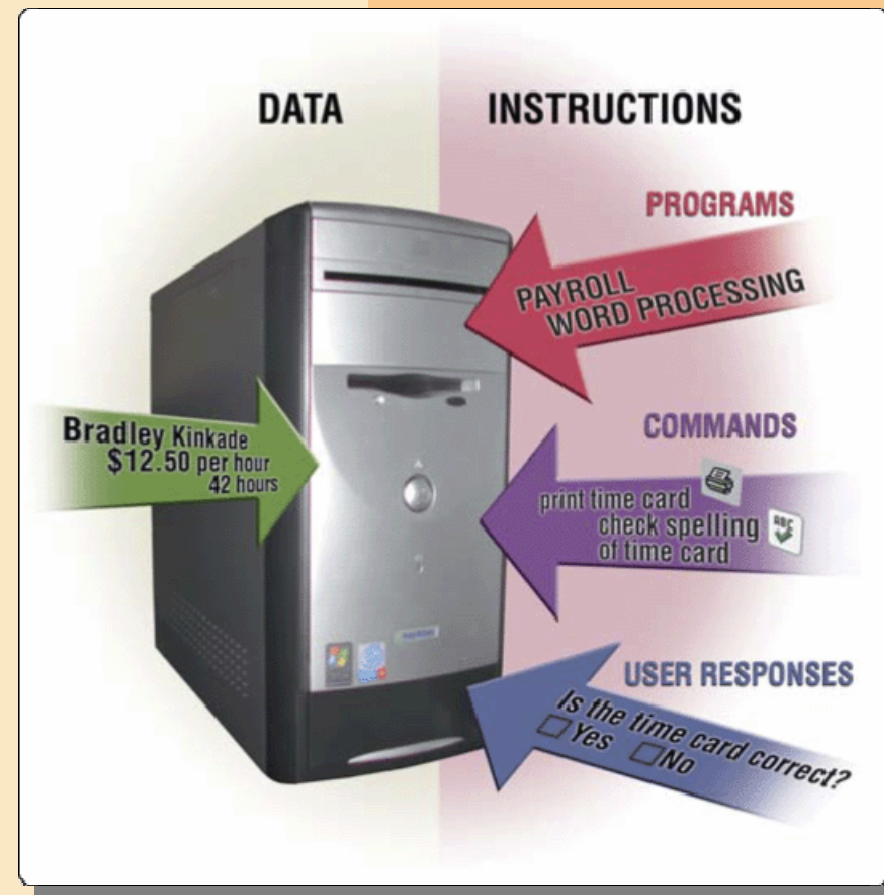 DATA
INSTRUCTIONS
PROGRAMS
PAYROLL
WORD PROCESSING
Bradley Kinkade
$12.50 per hour
42 hours
COMMANDS
print time card
check spelling
of time card
ABC
USER RESPONSES
Is the time card correct?
Yes No